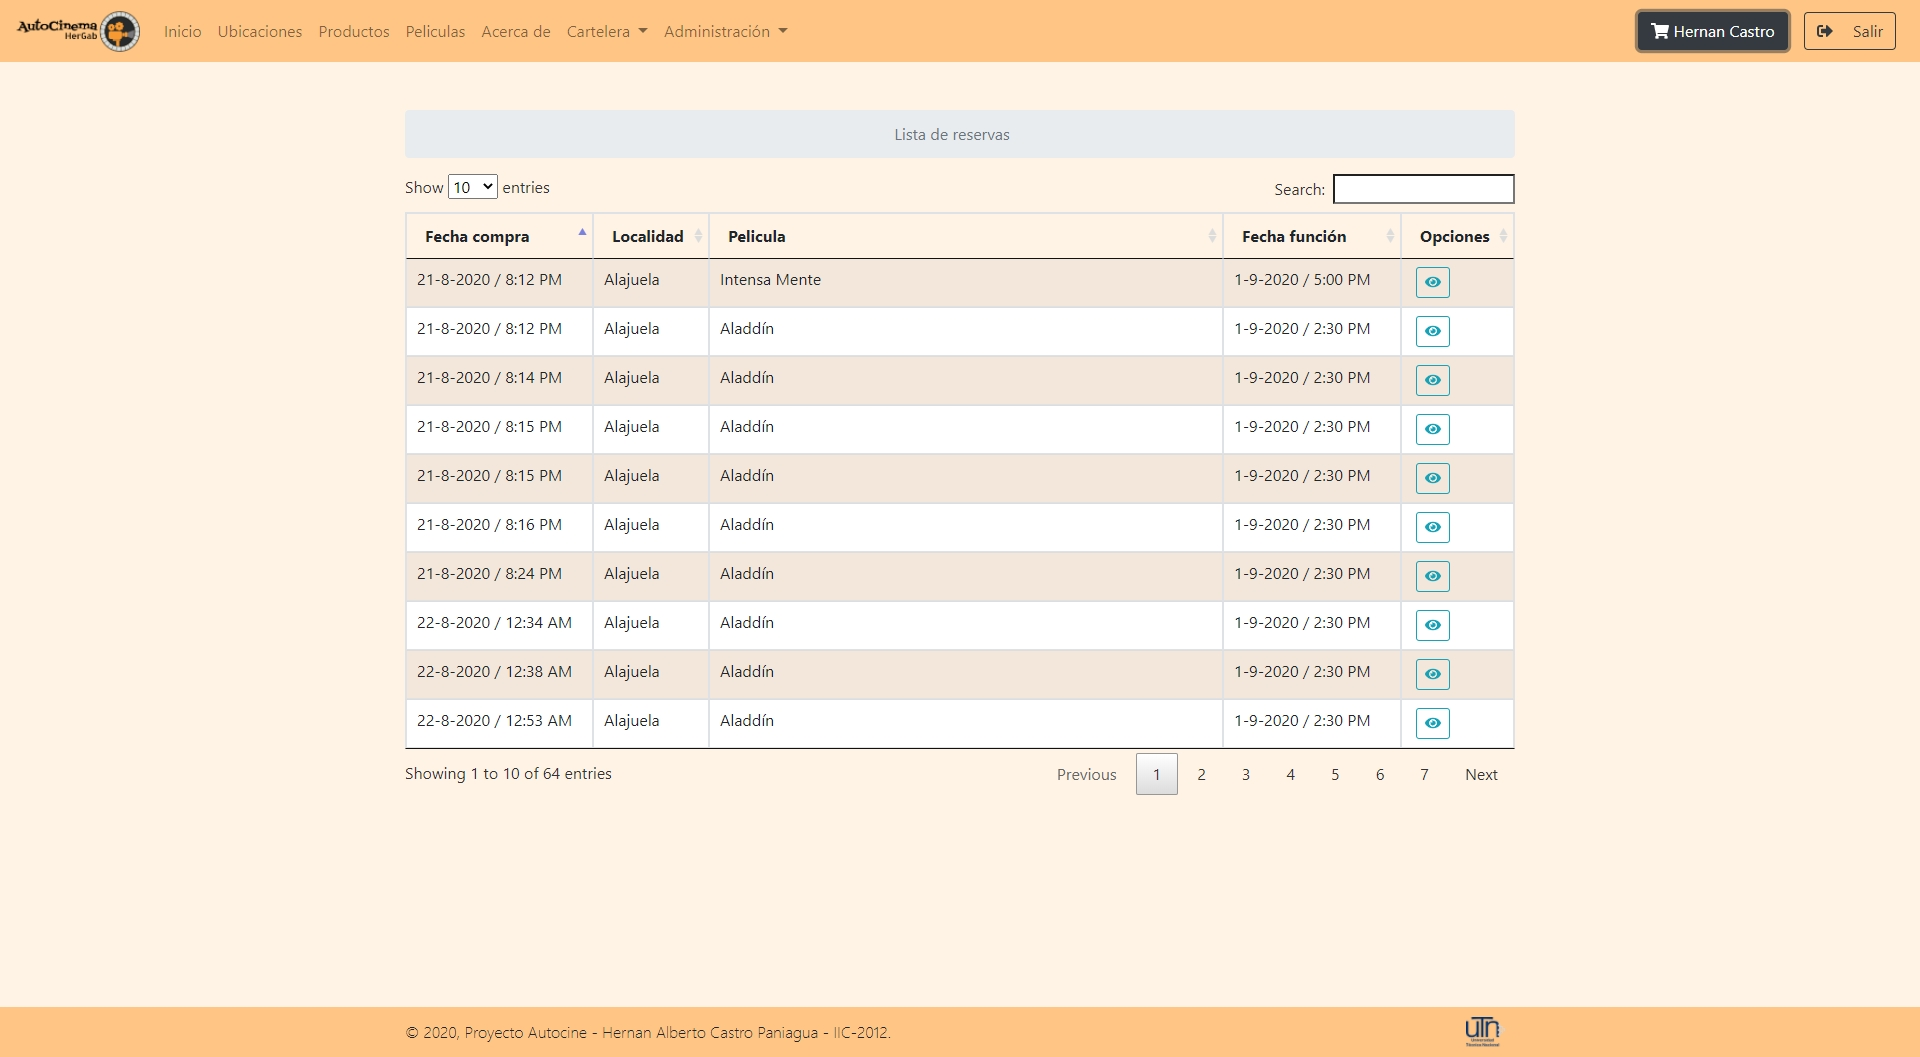 AutoCinema
HerGab
Inicio Ubicaciones Productos Peliculas Acerca de Cartelera Administración Hernan Castro Salir
Lista de reservas
Show 10 entries Search:
Fecha compra Localidad Pelicula Fecha función Opciones
21-8-2020 / 8:12 PM Alajuela Intensa Mente 1-9-2020 / 5:00 PM
21-8-2020 / 8:12 PM Alajuela Aladdín 1-9-2020 / 2:30 PM
21-8-2020 / 8:14 PM Alajuela Aladdín 1-9-2020 / 2:30 PM
21-8-2020 / 8:15 PM Alajuela Aladdín 1-9-2020 / 2:30 PM
21-8-2020 / 8:15 PM Alajuela Aladdín 1-9-2020 / 2:30 PM
21-8-2020 / 8:16 PM Alajuela Aladdín 1-9-2020 / 2:30 PM
21-8-2020 / 8:24 PM Alajuela Aladdín 1-9-2020 / 2:30 PM
22-8-2020 / 12:34 AM Alajuela Aladdín 1-9-2020 / 2:30 PM
22-8-2020 / 12:38 AM Alajuela Aladdín 1-9-2020 / 2:30 PM
22-8-2020 / 12:53 AM Alajuela Aladdín 1-9-2020 / 2:30 PM
Showing 1 to 10 of 64 entries Previous 1 2 3 4 5 6 7 Next
© 2020, Proyecto Autocine - Hernan Alberto Castro Paniagua - IIC-2012.
uTn
Universidad
Técnica Nacional